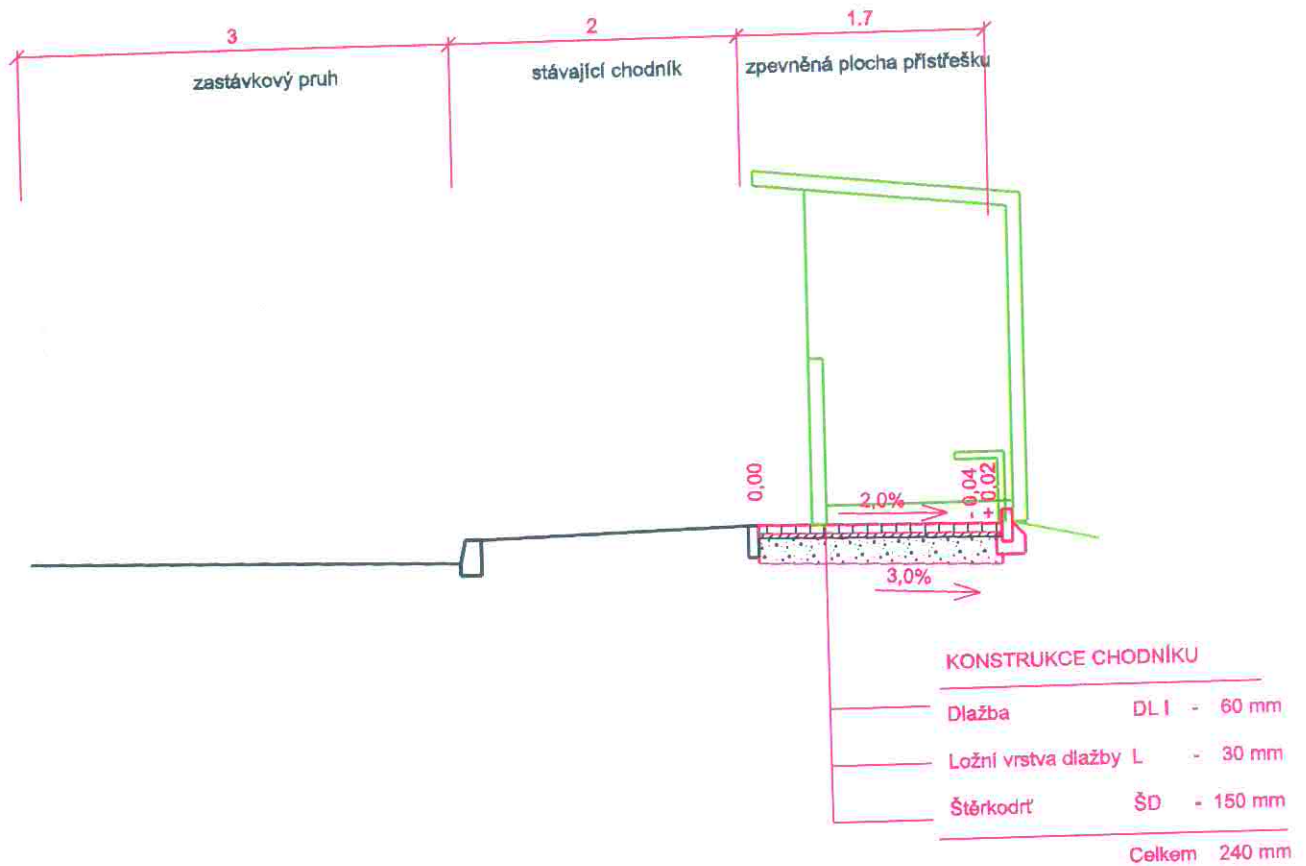 3
2
1.7
zastávkový pruh
stávající chodník
zpevněná plocha přístřešku
0,00
2,0%
- 0,04
+ 0,02
3,0%
KONSTRUKCE CHODNÍKU
Dlažba DL I - 60 mm
Ložní vrstva dlažby L - 30 mm
Štěrkodrť ŠD - 150 mm
Celkem 240 mm